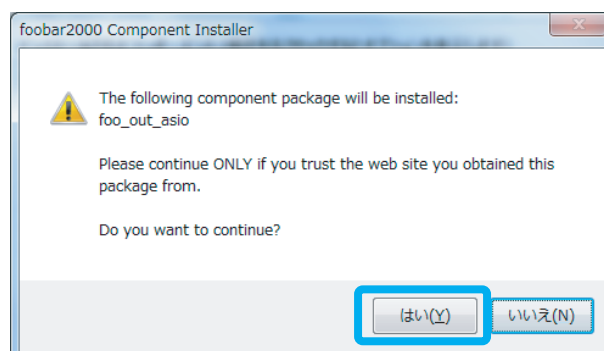 foobar2000 Component Installer
The following component package will be installed:
foo_out_asio
Please continue ONLY if you trust the web site you obtained this
package from.
Do you want to continue?
はい(Y) いいえ(N)